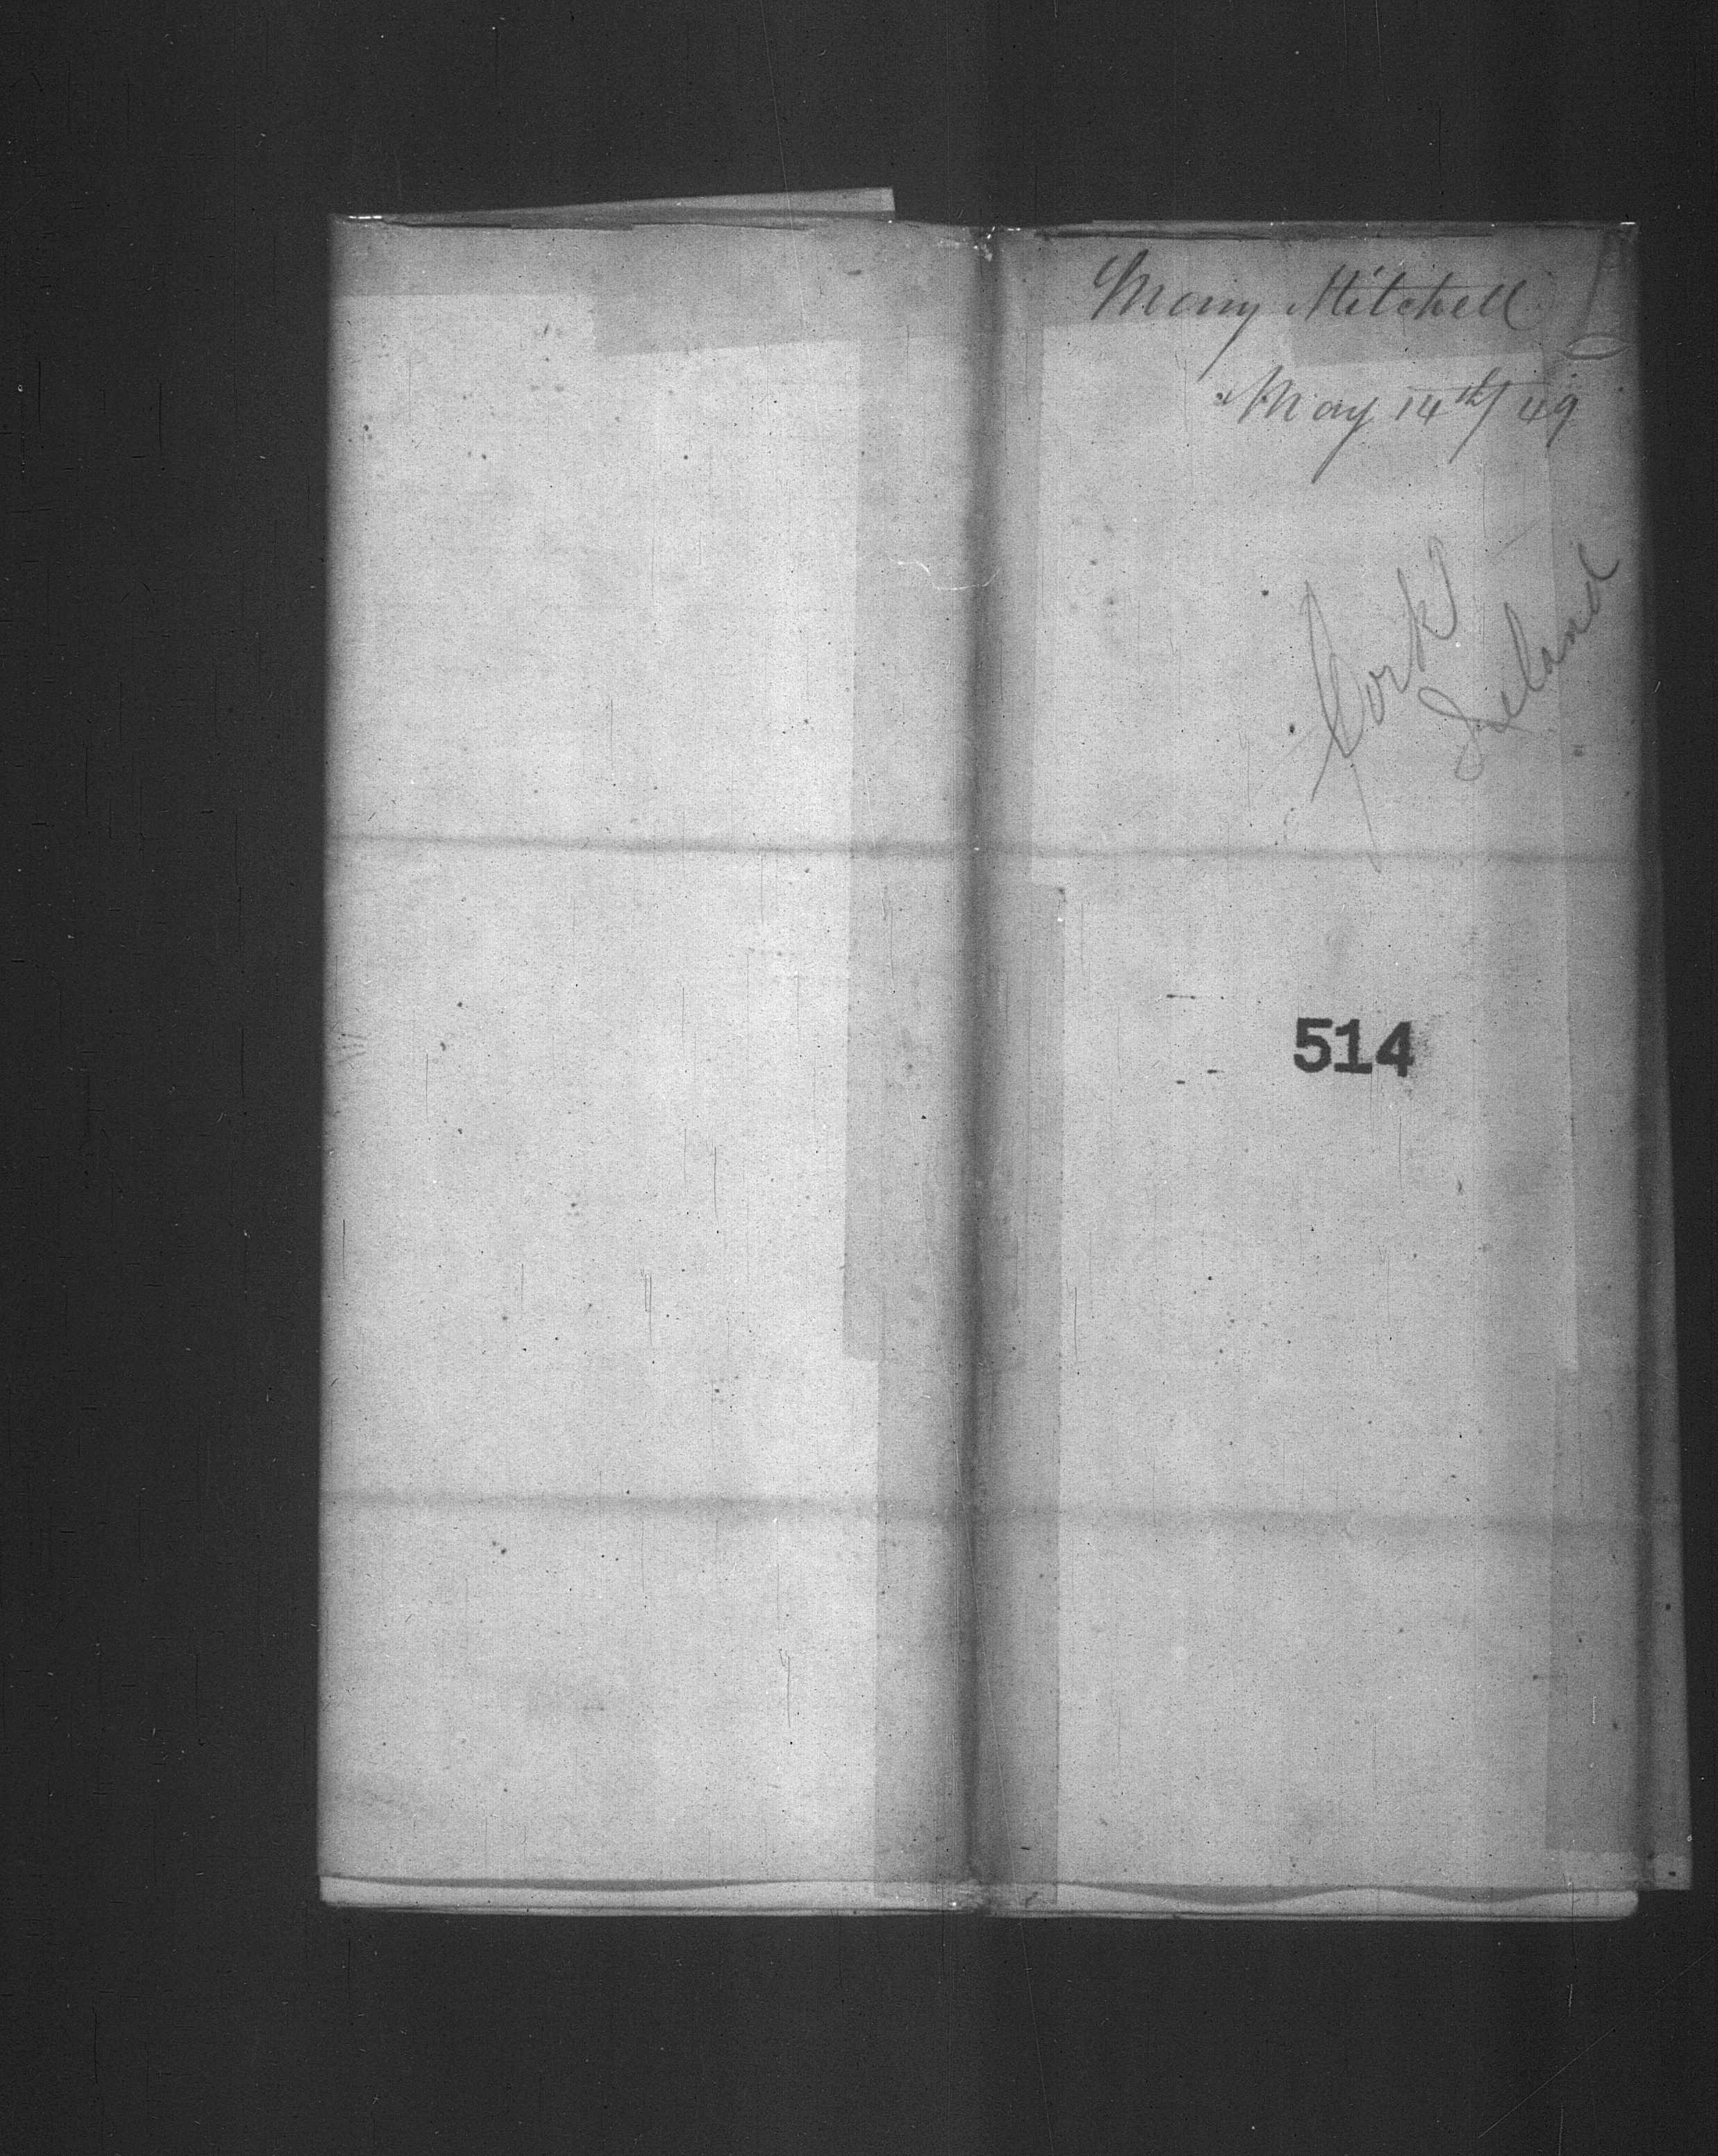 Mary Mitchell
May 14th/49
Cork
Ireland
514